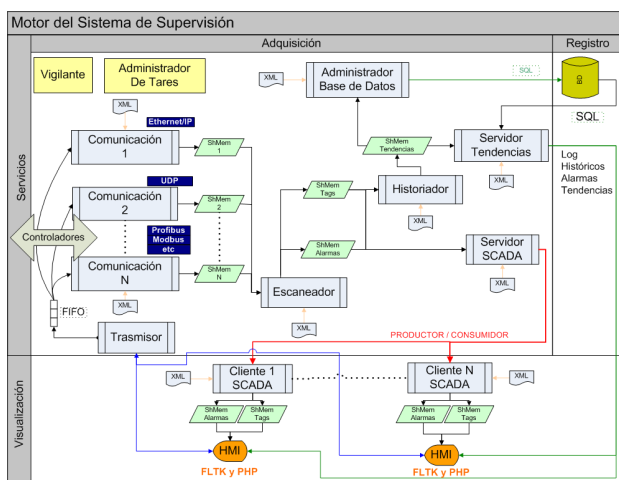 Motor del Sistema de Supervisión
Adquisición
Registro
Servicios
Vigilante
Administrador
De Tares
XML
Administrador
Base de Datos
SQL
BD
SQL
XML
Ethernet/IP
Comunicación
1
ShMem
1
ShMem
Tendencias
Servidor
Tendencias
Log
Históricos
Alarmas
Tendencias
XML
UDP
Comunicación
2
ShMem
2
ShMem
Tags
Historiador
XML
Controladores
Profibus
Modbus
etc
ShMem
Alarmas
Servidor
SCADA
XML
Comunicación
N
ShMem
N
Escaneador
XML
XML
FIFO
Trasmisor
PRODUCTOR / CONSUMIDOR
Visualización
XML
Cliente 1
SCADA
Cliente N
SCADA
XML
ShMem
Alarmas
ShMem
Tags
ShMem
Alarmas
ShMem
Tags
HMI
HMI
FLTK y PHP
FLTK y PHP